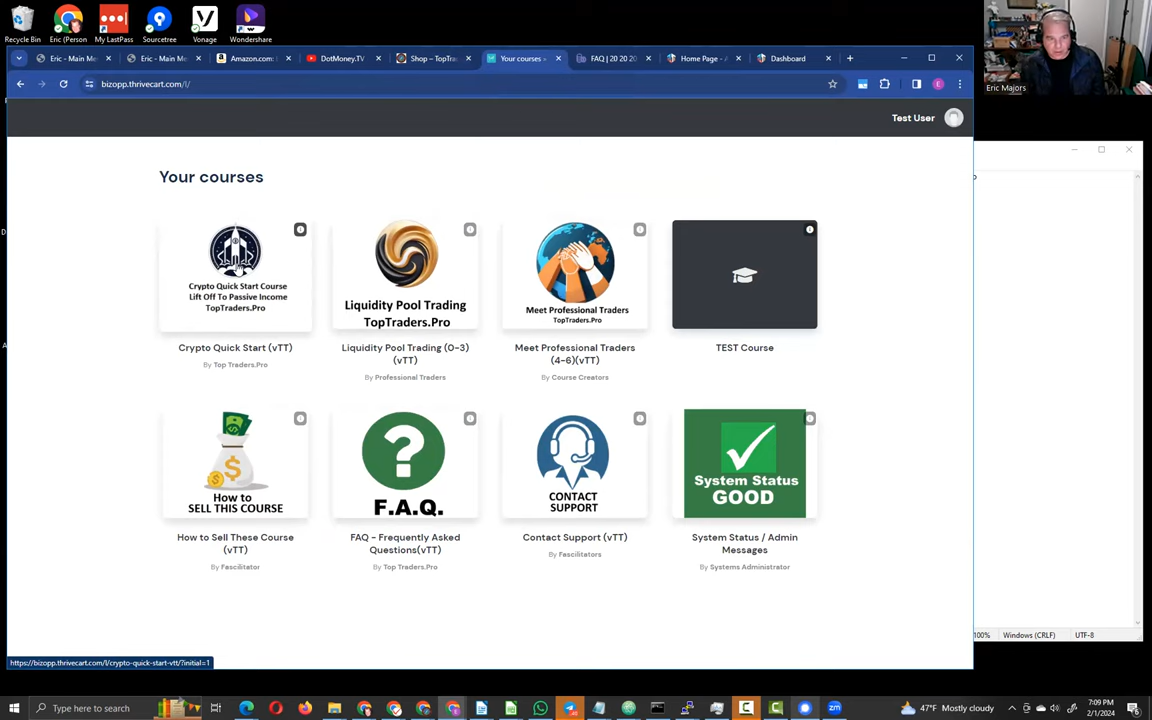 Recycle Bin
Eric (Person
My LastPass
Sourcetree
Vonage
Wondershare
Eric - Main Me
Eric - Main Me
Amazon.com:
DotMoney.TV
Shop – TopTra
Your courses
FAQ | 20 20 20
Home Page - A
Dashboard
bizopp.thrivecart.com/l/
Eric Majors
Test User
Your courses
Crypto Quick Start Course
Lift Off To Passive Income
TopTraders.Pro
Liquidity Pool Trading
TopTraders.Pro
Meet Professional Traders
TopTraders.Pro
Crypto Quick Start (vTT)
By Top Traders.Pro
Liquidity Pool Trading (0-3)
(vTT)
By Professional Traders
Meet Professional Traders
(4-6)(vTT)
By Course Creators
TEST Course
How to
SELL THIS COURSE
F.A.Q.
CONTACT
SUPPORT
System Status
GOOD
How to Sell These Course
(vTT)
By Fascilitator
FAQ - Frequently Asked
Questions(vTT)
By Top Traders.Pro
Contact Support (vTT)
By Fascilitators
System Status / Admin
Messages
By Systems Administrator
https://bizopp.thrivecart.com/l/crypto-quick-start-vtt/?initial=1
100%
Windows (CRLF)
UTF-8
Type here to search
47°F Mostly cloudy
7:09 PM
2/1/2024